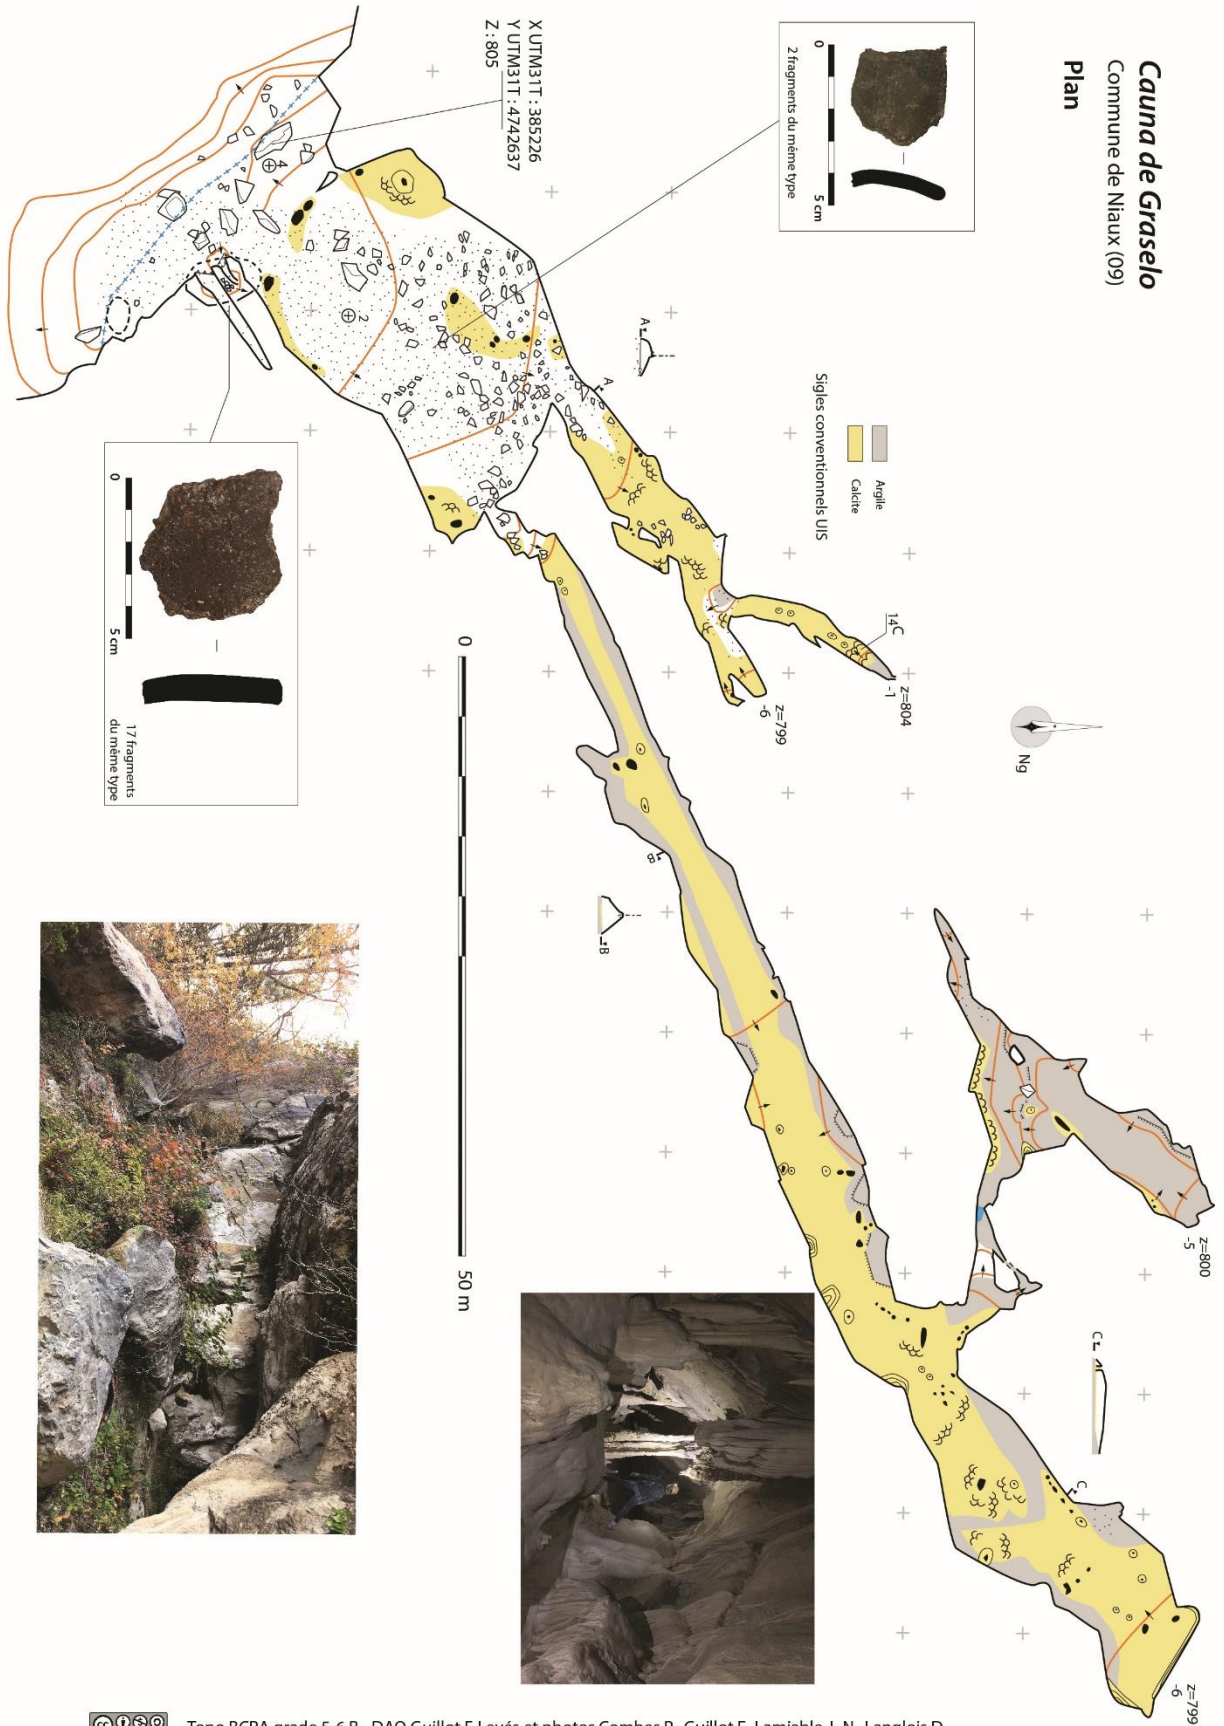 Cauna de Graselo
Commune de Niaux (09)
Plan
0
5 cm
2 fragments du même type
X UTM31T : 385226
Y UTM31T : 4742637
Z : 805
4
2
A
A
Sigles conventionnels UIS
Argile
Calcite
14C
z=804
-1
z=799
-6
Ng
0
5 cm
17 fragments
du même type
0
50 m
B
B
z=800
-5
C
C
z=799
-6
Topo BCRA grade 5-6 B, DAO Guillot F. Levés et photos Combes P., Guillot F., Lamiable J.-N., Langlois D.